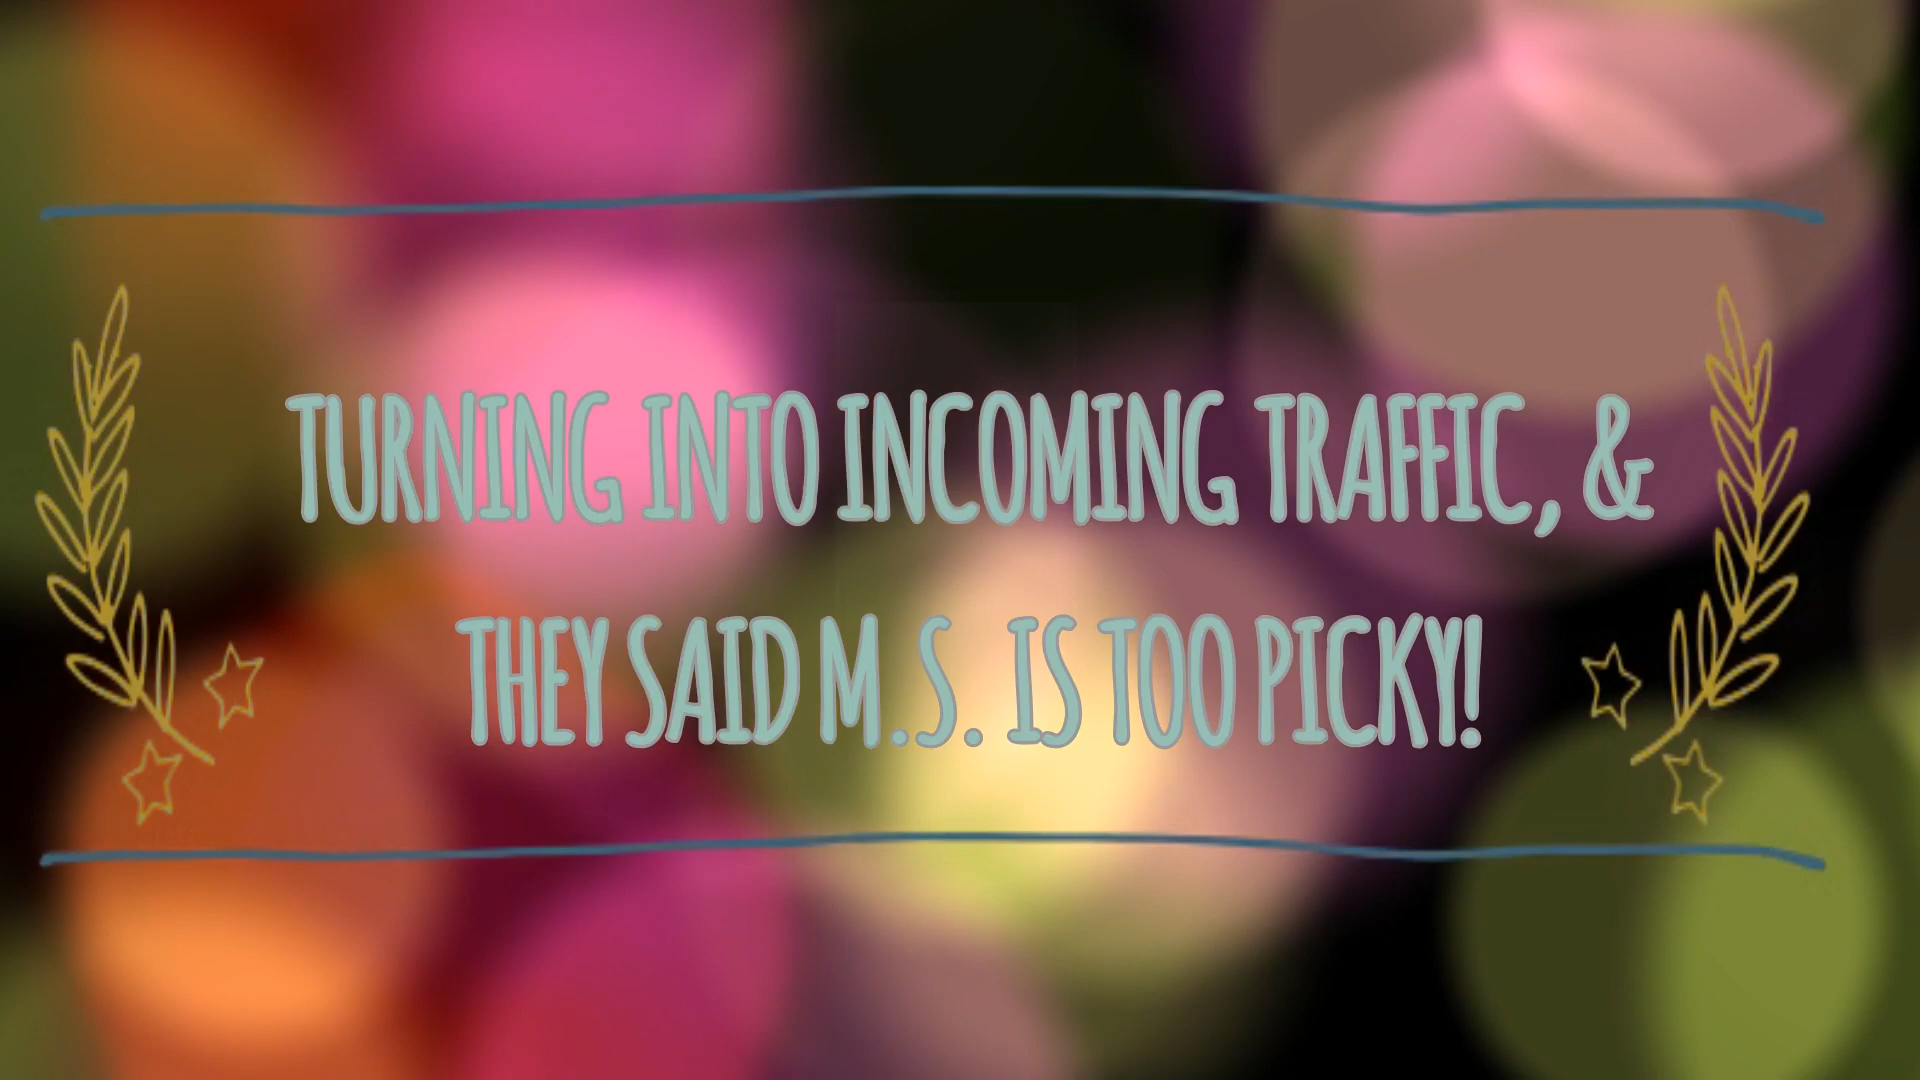 TURNING INTO INCOMING TRAFFIC, &
THEY SAID M.S. IS TOO PICKY!